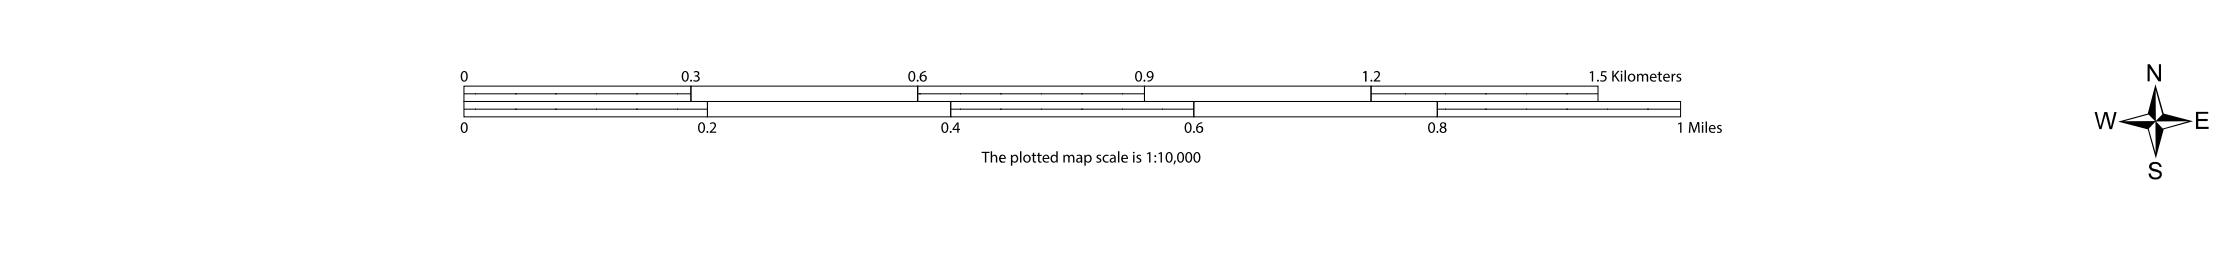 0 0.3 0.6 0.9 1.2 1.5 Kilometers
0 0.2 0.4 0.6 0.8 1 Miles
The plotted map scale is 1:10,000
N
W E
S